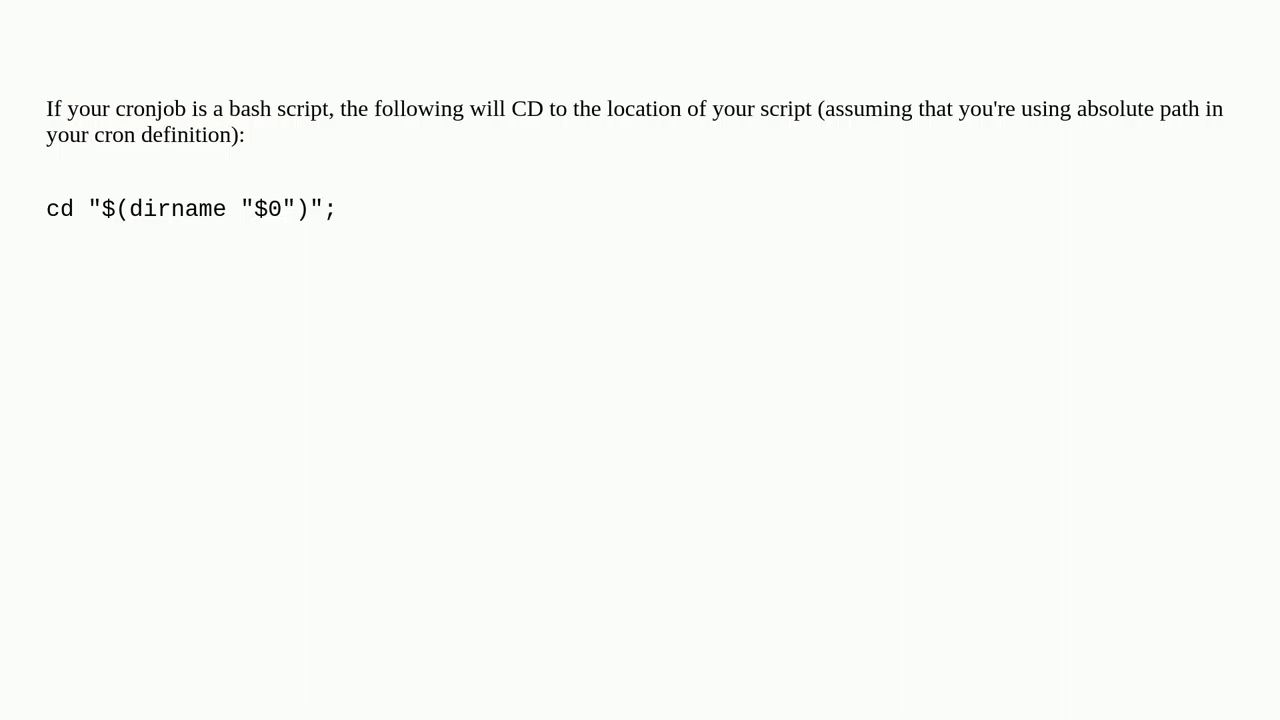 If your cronjob is a bash script, the following will CD to the location of your script (assuming that you're using absolute path in
your cron definition):
cd "$(dirname "$0")";